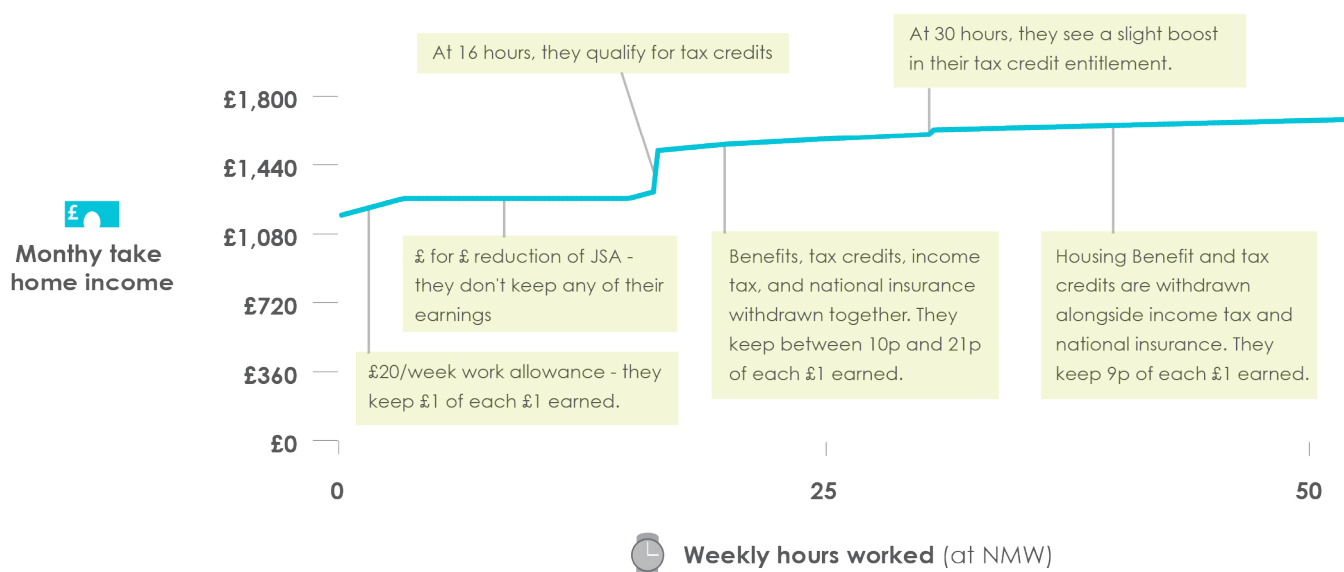 At 16 hours, they qualify for tax credits
At 30 hours, they see a slight boost
in their tax credit entitlement.
£1,800
£1,440
£1,080
£720
£360
£0
£
Monthy take
home income
£ for £ reduction of JSA -
they don't keep any of their
earnings
£20/week work allowance - they
keep £1 of each £1 earned.
Benefits, tax credits, income
tax, and national insurance
withdrawn together. They
keep between 10p and 21p
of each £1 earned.
Housing Benefit and tax
credits are withdrawn
alongside income tax and
national insurance. They
keep 9p of each £1 earned.
0
25
50
Weekly hours worked (at NMW)